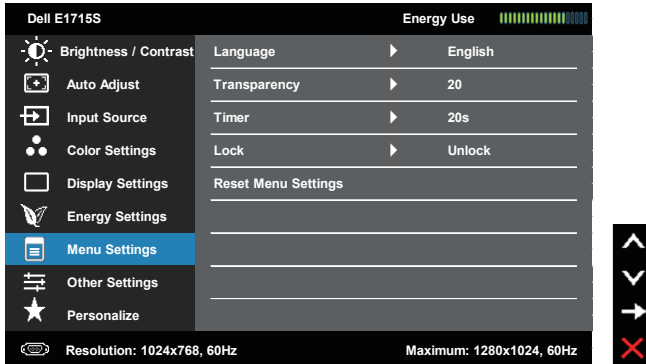 Dell E1715S Energy Use
Brightness / Contrast Language English
Auto Adjust Transparency 20
Input Source Timer 20s
Color Settings Lock Unlock
Display Settings Reset Menu Settings
Energy Settings
Menu Settings
Other Settings
Personalize
Resolution: 1024x768, 60Hz Maximum: 1280x1024, 60Hz